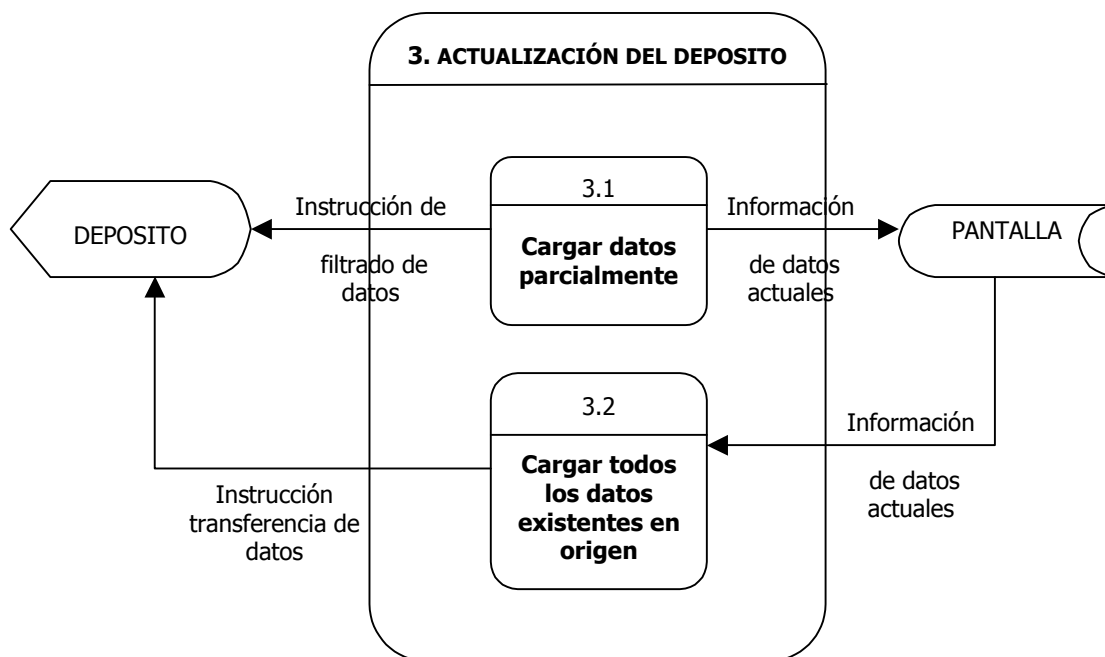 3. ACTUALIZACIÓN DEL DEPOSITO
3.1
Cargar datos
parcialmente
Instrucción de
filtrado de
datos
DEPOSITO
Información
de datos
actuales
PANTALLA
3.2
Cargar todos
los datos
existentes en
origen
Instrucción
transferencia de
datos
Información
de datos
actuales